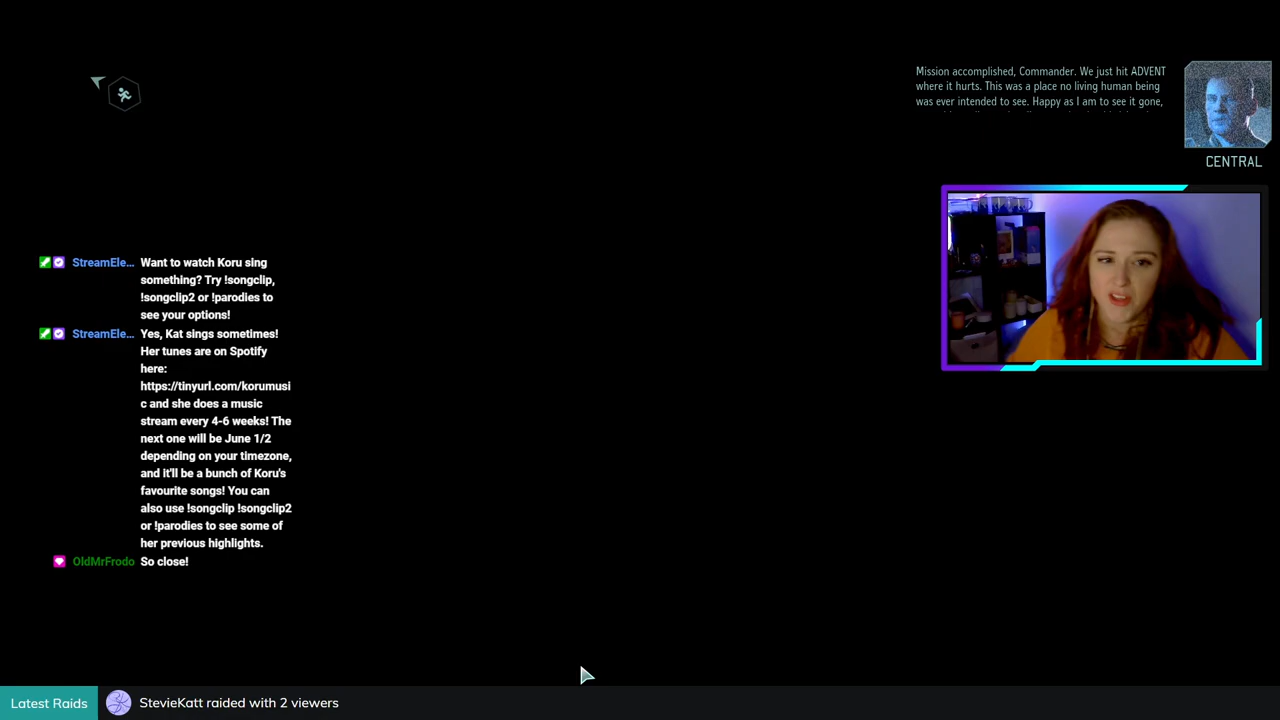 Mission accomplished, Commander. We just hit ADVENT
where it hurts. This was a place no living human being
was ever intended to see. Happy as I am to see it gone,
CENTRAL
StreamEle... Want to watch Koru sing
something? Try !songclip,
!songclip2 or !parodies to
see your options!
StreamEle... Yes, Kat sings sometimes!
Her tunes are on Spotify
here:
https://tinyurl.com/korumusi
c and she does a music
stream every 4-6 weeks! The
next one will be June 1/2
depending on your timezone,
and it'll be a bunch of Koru's
favourite songs! You can
also use !songclip !songclip2
or !parodies to see some of
her previous highlights.
OldMrFrodo So close!
Latest Raids StevieKatt raided with 2 viewers